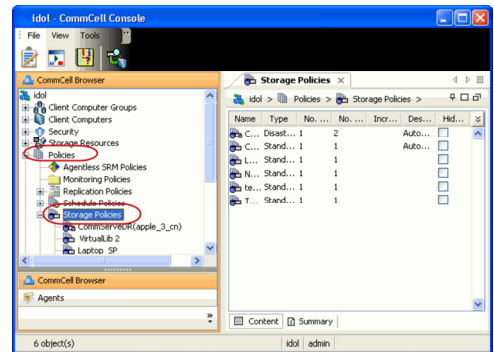 idol - CommCell Console
File View Tools
CommCell Browser
idol
Client Computer Groups
Client Computers
Security
Storage Resources
Policies
Agentless SRM Policies
Monitoring Policies
Replication Policies
Schedule Policies
Storage Policies
CommServeDR(apple_3_cn)
VirtualLib 2
Laptop SP
CommCell Browser
Agents
Storage Policies
idol > Policies > Storage Policies >
Name Type No. ... No. ... Incr... Des... Hid...
C... Disast... 1 2 Auto...
C... Stand... 1 1 Auto...
L... Stand... 1 1
N... Stand... 1 1
te... Stand... 1 1
T... Stand... 1 1
Content Summary
6 object(s) idol admin